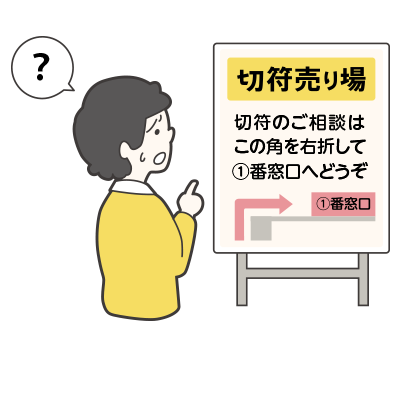 ?
切符売り場
切符のご相談は
この角を右折して
①番窓口へどうぞ
①番窓口